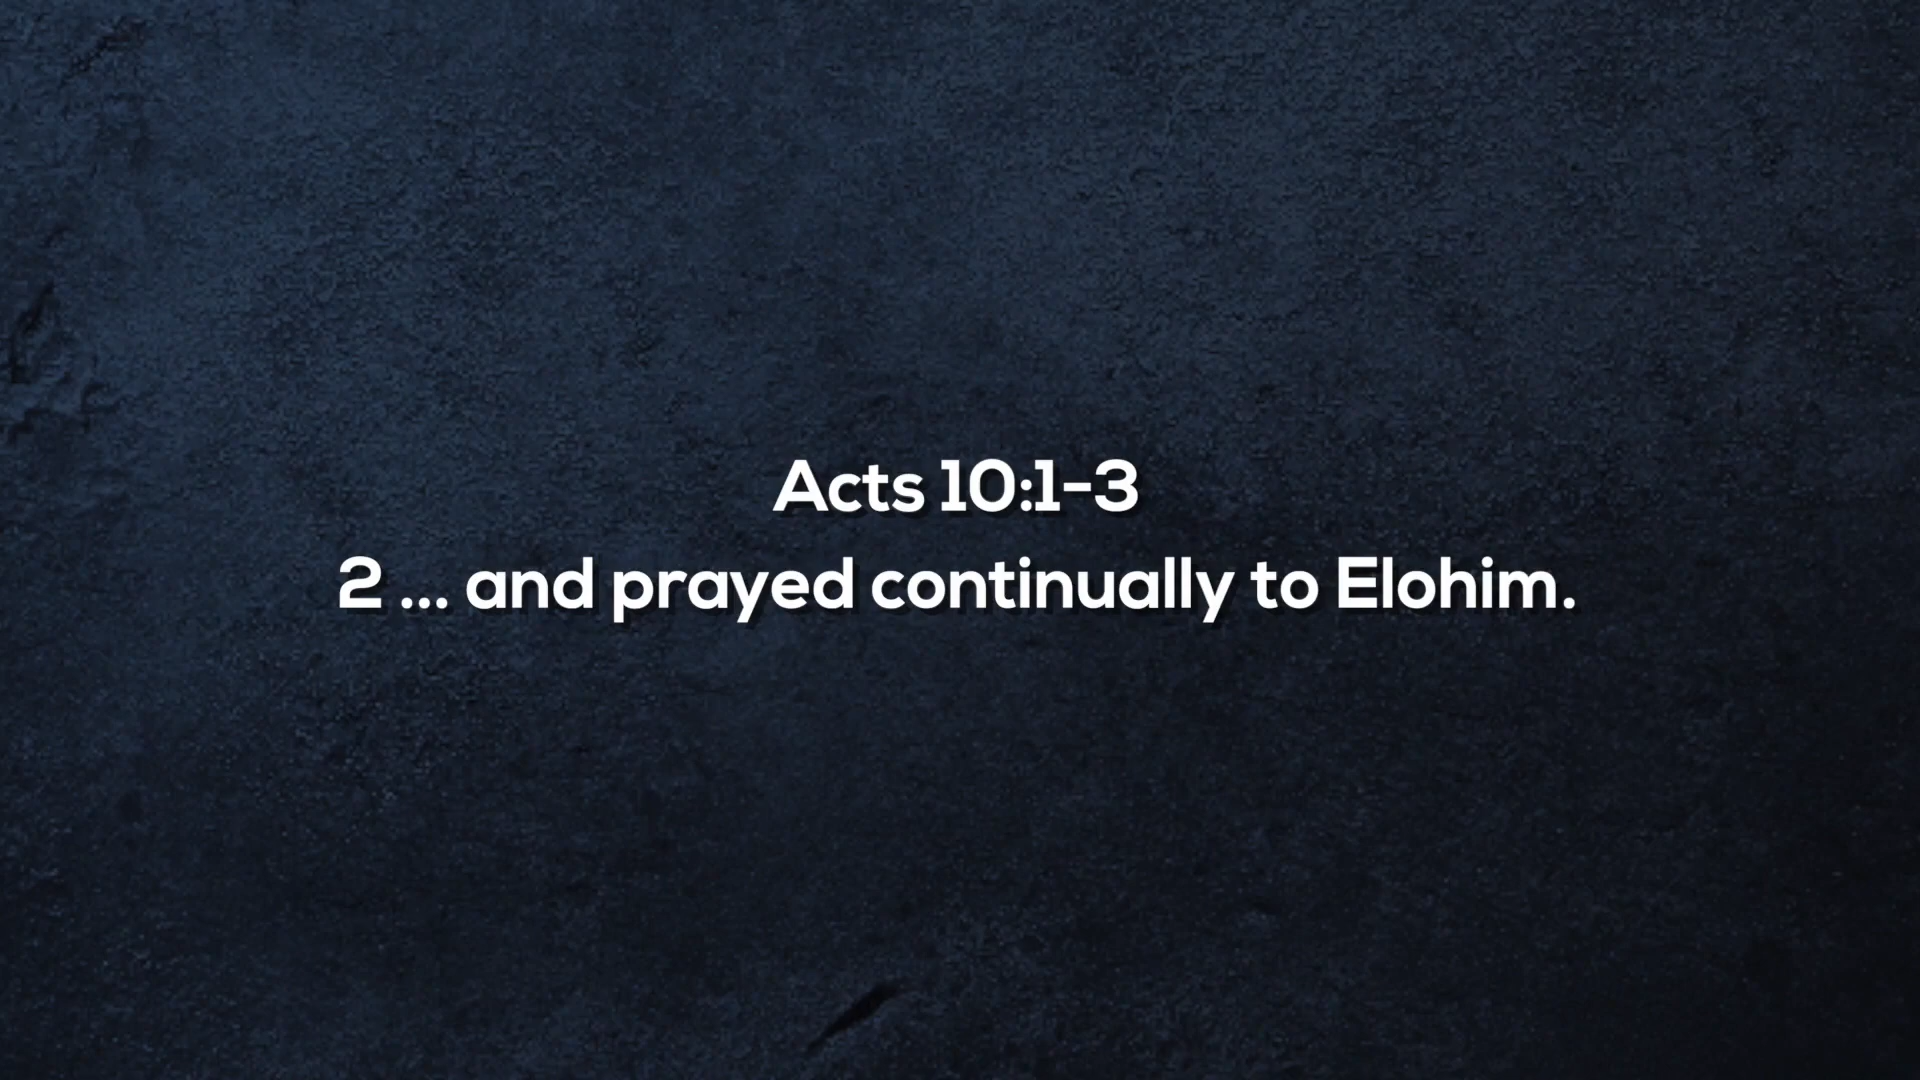 Acts 10:1-3
2 ... and prayed continually to Elohim.